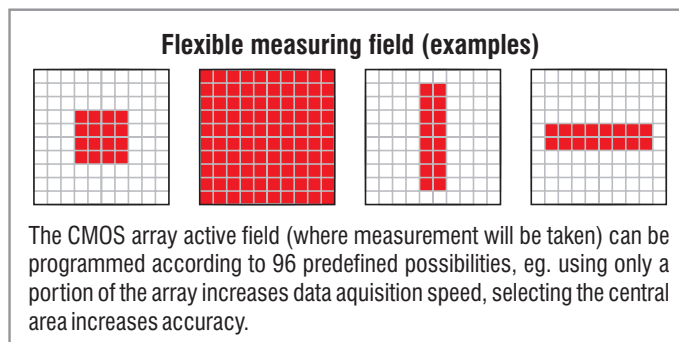 Flexible measuring field (examples)
The CMOS array active field (where measurement will be taken) can be
programmed according to 96 predefined possibilities, eg. using only a
portion of the array increases data aquisition speed, selecting the central
area increases accuracy.